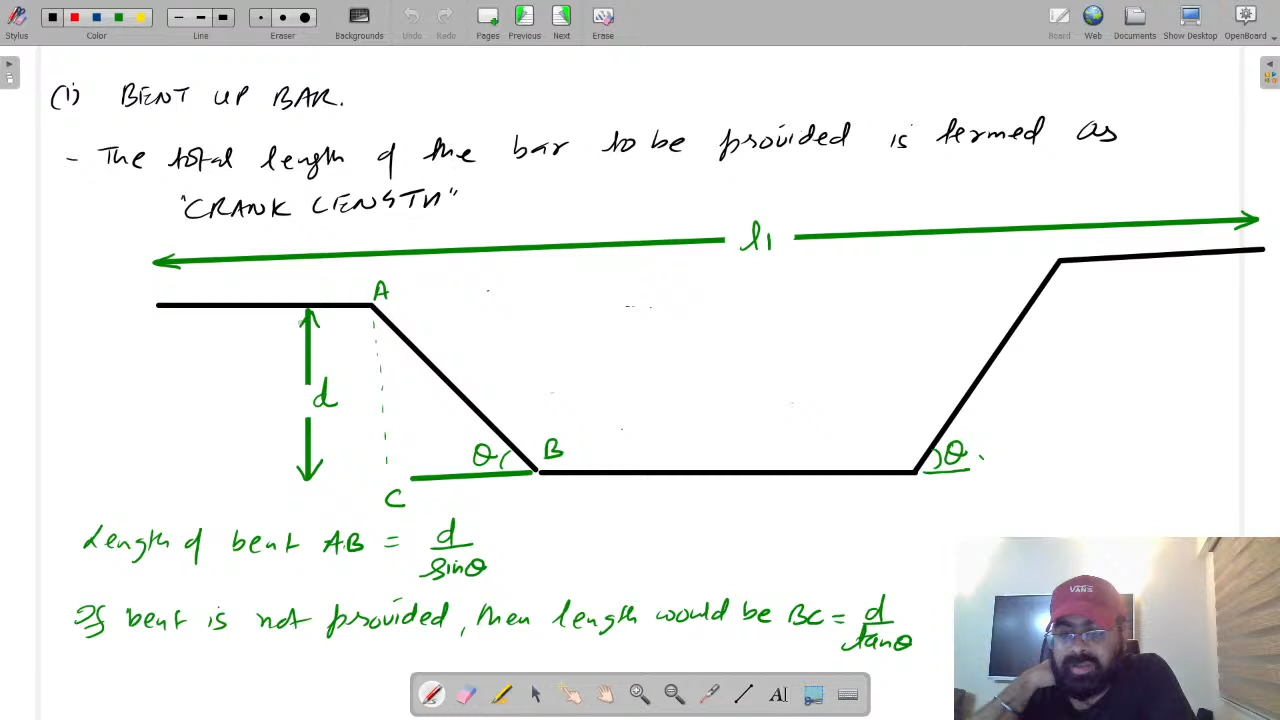 Stylus
Color
Line
Eraser
Backgrounds
Undo
Redo
Pages
Previous
Next
Erase
Board
Web
Documents
Show Desktop
OpenBoard
(i) BENT UP BAR.
- The total length of the bar to be provided is termed as
"CRANK LENGTH"
l1
A
d
θ
B
θ
C
Length of bent AB = d/sinθ
If bent is not provided, then length would be BC = d/tanθ
VANS
AI